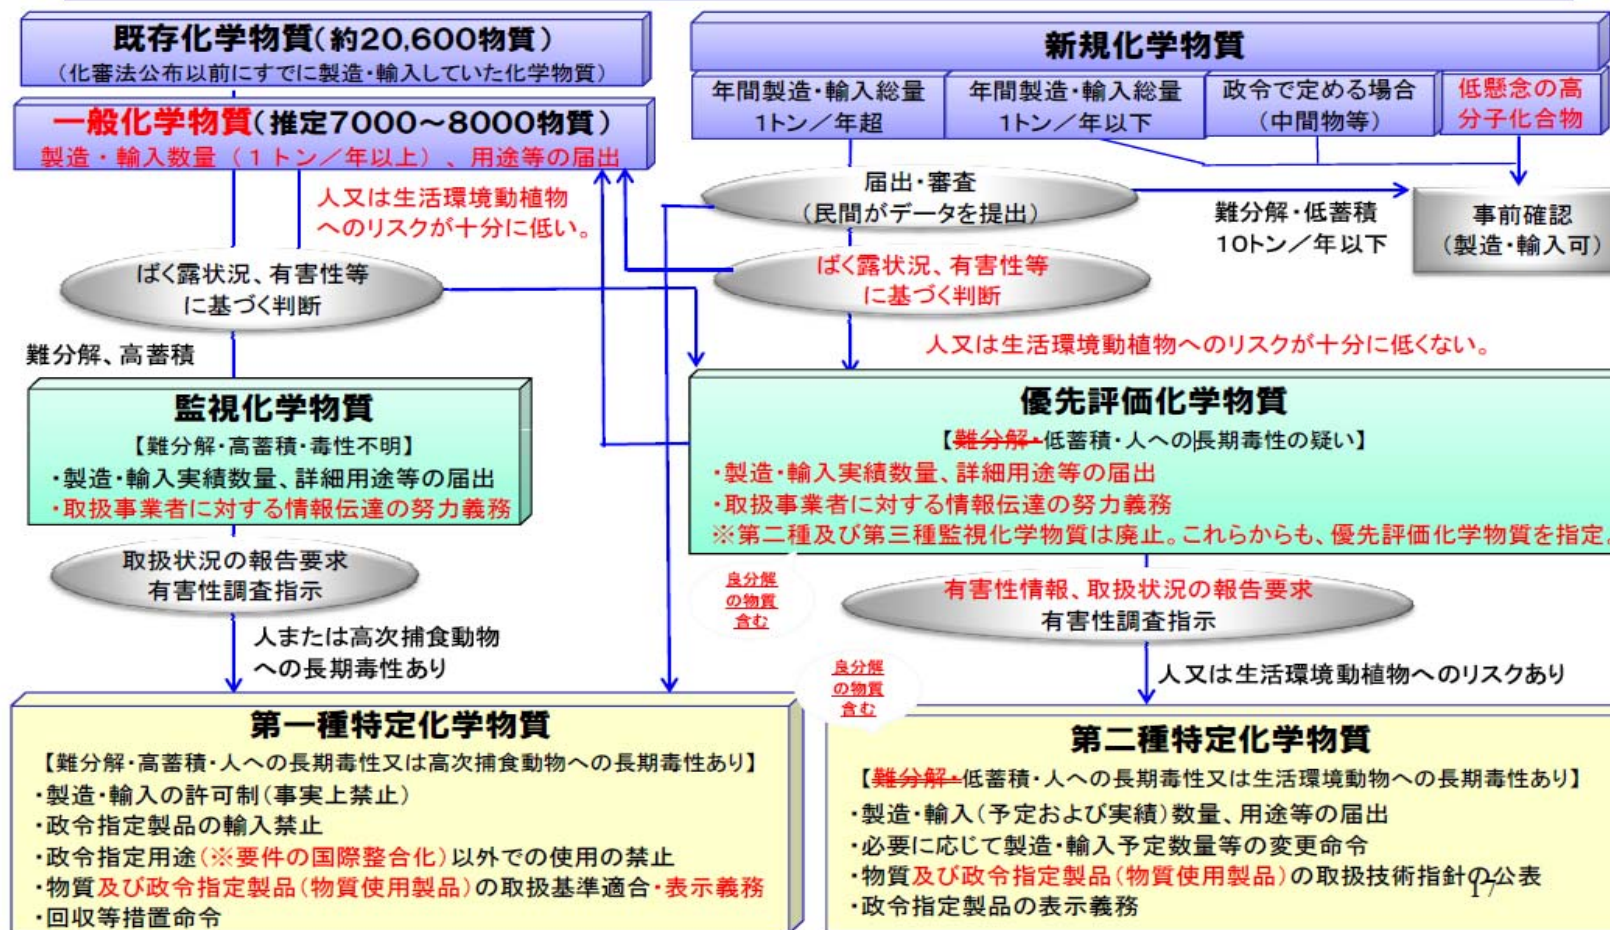 既存化学物質(約20,600物質)
(化審法公布以前にすでに製造・輸入していた化学物質)
一般化学物質(推定7000～8000物質)
製造・輸入数量(1トン/年以上)、用途等の届出
新規化学物質
年間製造・輸入総量
1トン/年超
年間製造・輸入総量
1トン/年以下
政令で定める場合
(中間物等)
低懸念の高
分子化合物
人又は生活環境動植物
へのリスクが十分に低い。
届出・審査
(民間がデータを提出)
難分解・低蓄積
10トン/年以下
事前確認
(製造・輸入可)
ばく露状況、有害性等
に基づく判断
ばく露状況、有害性等
に基づく判断
難分解、高蓄積
人又は生活環境動植物へのリスクが十分に低くない。
監視化学物質
【難分解・高蓄積・毒性不明】
・製造・輸入実績数量、詳細用途等の届出
・取扱事業者に対する情報伝達の努力義務
優先評価化学物質
【難分解・低蓄積・人への長期毒性の疑い】
・製造・輸入実績数量、詳細用途等の届出
・取扱事業者に対する情報伝達の努力義務
※第二種及び第三種監視化学物質は廃止。これらからも、優先評価化学物質を指定。
取扱状況の報告要求
有害性調査指示
良分解
の物質
含む
有害性情報、取扱状況の報告要求
有害性調査指示
人または高次捕食動物
への長期毒性あり
良分解
の物質
含む
人又は生活環境動植物へのリスクあり
第一種特定化学物質
【難分解・高蓄積・人への長期毒性又は高次捕食動物への長期毒性あり】
・製造・輸入の許可制(事実上禁止)
・政令指定製品の輸入禁止
・政令指定用途(※要件の国際整合化)以外での使用の禁止
・物質及び政令指定製品(物質使用製品)の取扱基準適合・表示義務
・回収等措置命令
第二種特定化学物質
【難分解・低蓄積・人への長期毒性又は生活環境動物への長期毒性あり】
・製造・輸入(予定および実績)数量、用途等の届出
・必要に応じて製造・輸入予定数量等の変更命令
・物質及び政令指定製品(物質使用製品)の取扱技術指針の公表
・政令指定製品の表示義務
17